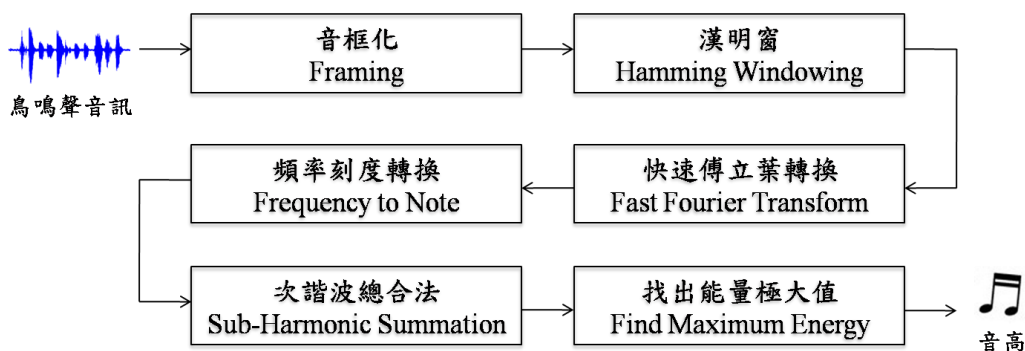 音框化
Framing
漢明窗
Hamming Windowing
鳥鳴聲音訊
頻率刻度轉換
Frequency to Note
快速傅立葉轉換
Fast Fourier Transform
次諧波總合法
Sub-Harmonic Summation
找出能量極大值
Find Maximum Energy
音高